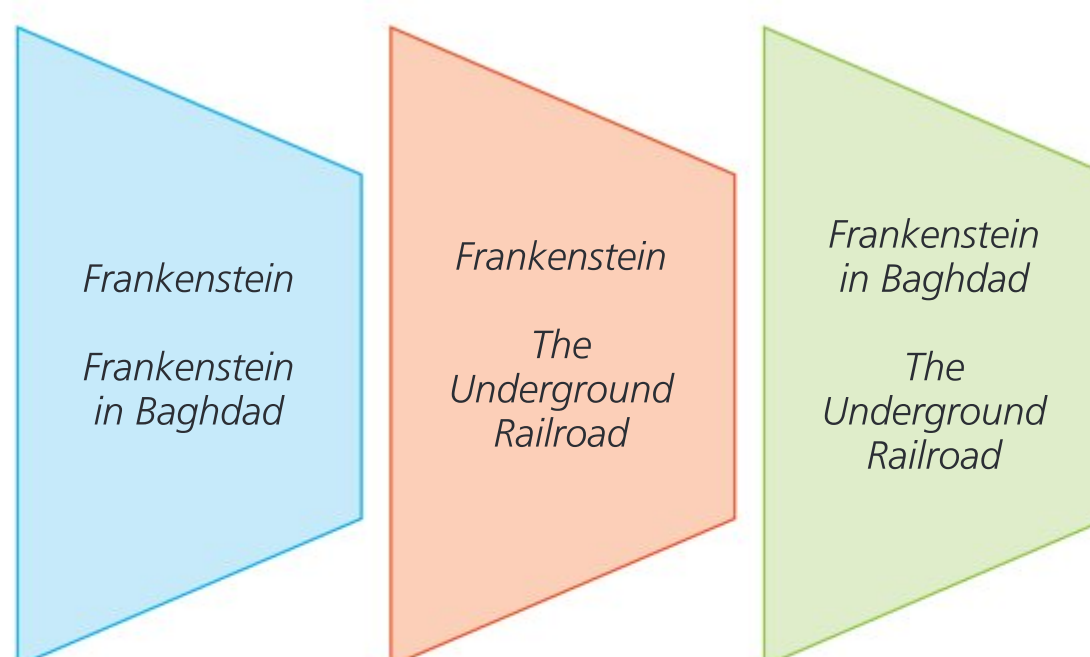 Frankenstein
Frankenstein
in Baghdad
Frankenstein
The
Underground
Railroad
Frankenstein
in Baghdad
The
Underground
Railroad